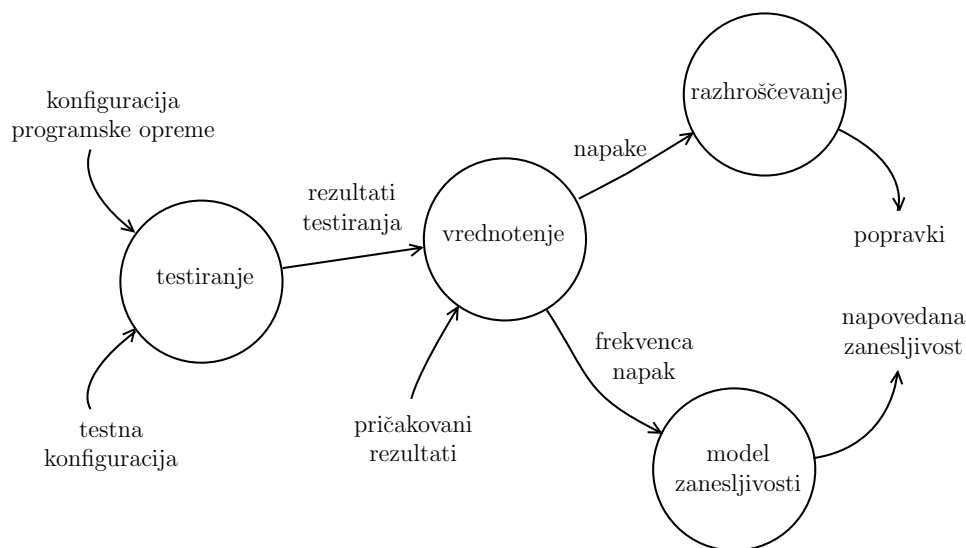 konfiguracija
programske opreme
testiranje
testna
konfiguracija
rezultati
testiranja
vrednotenje
pričakovani
rezultati
napake
razhroščevanje
popravki
frekvenca
napak
model
zanesljivosti
napovedana
zanesljivost